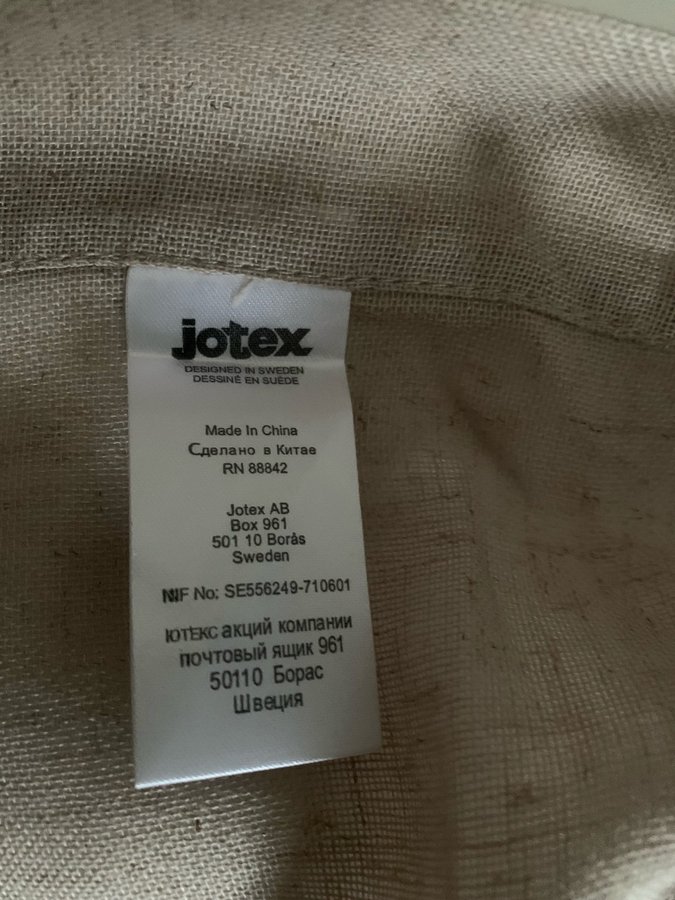 jotex
DESIGNED IN SWEDEN
DESSINÉ EN SUÈDE
Made In China
Сделано в Китае
RN 88842
Jotex AB
Box 961
501 10 Borås
Sweden
NIF No: SE556249-710601
ЮТЕКС акций компании
почтовый ящик 961
50110 Борас
Швеция